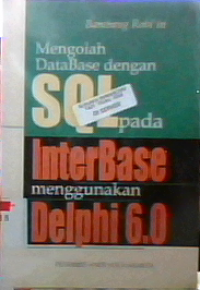 Bambang Robi'in
Mengolah
DataBase dengan
SQL pada
InterBase
menggunakan
Delphi 6.0